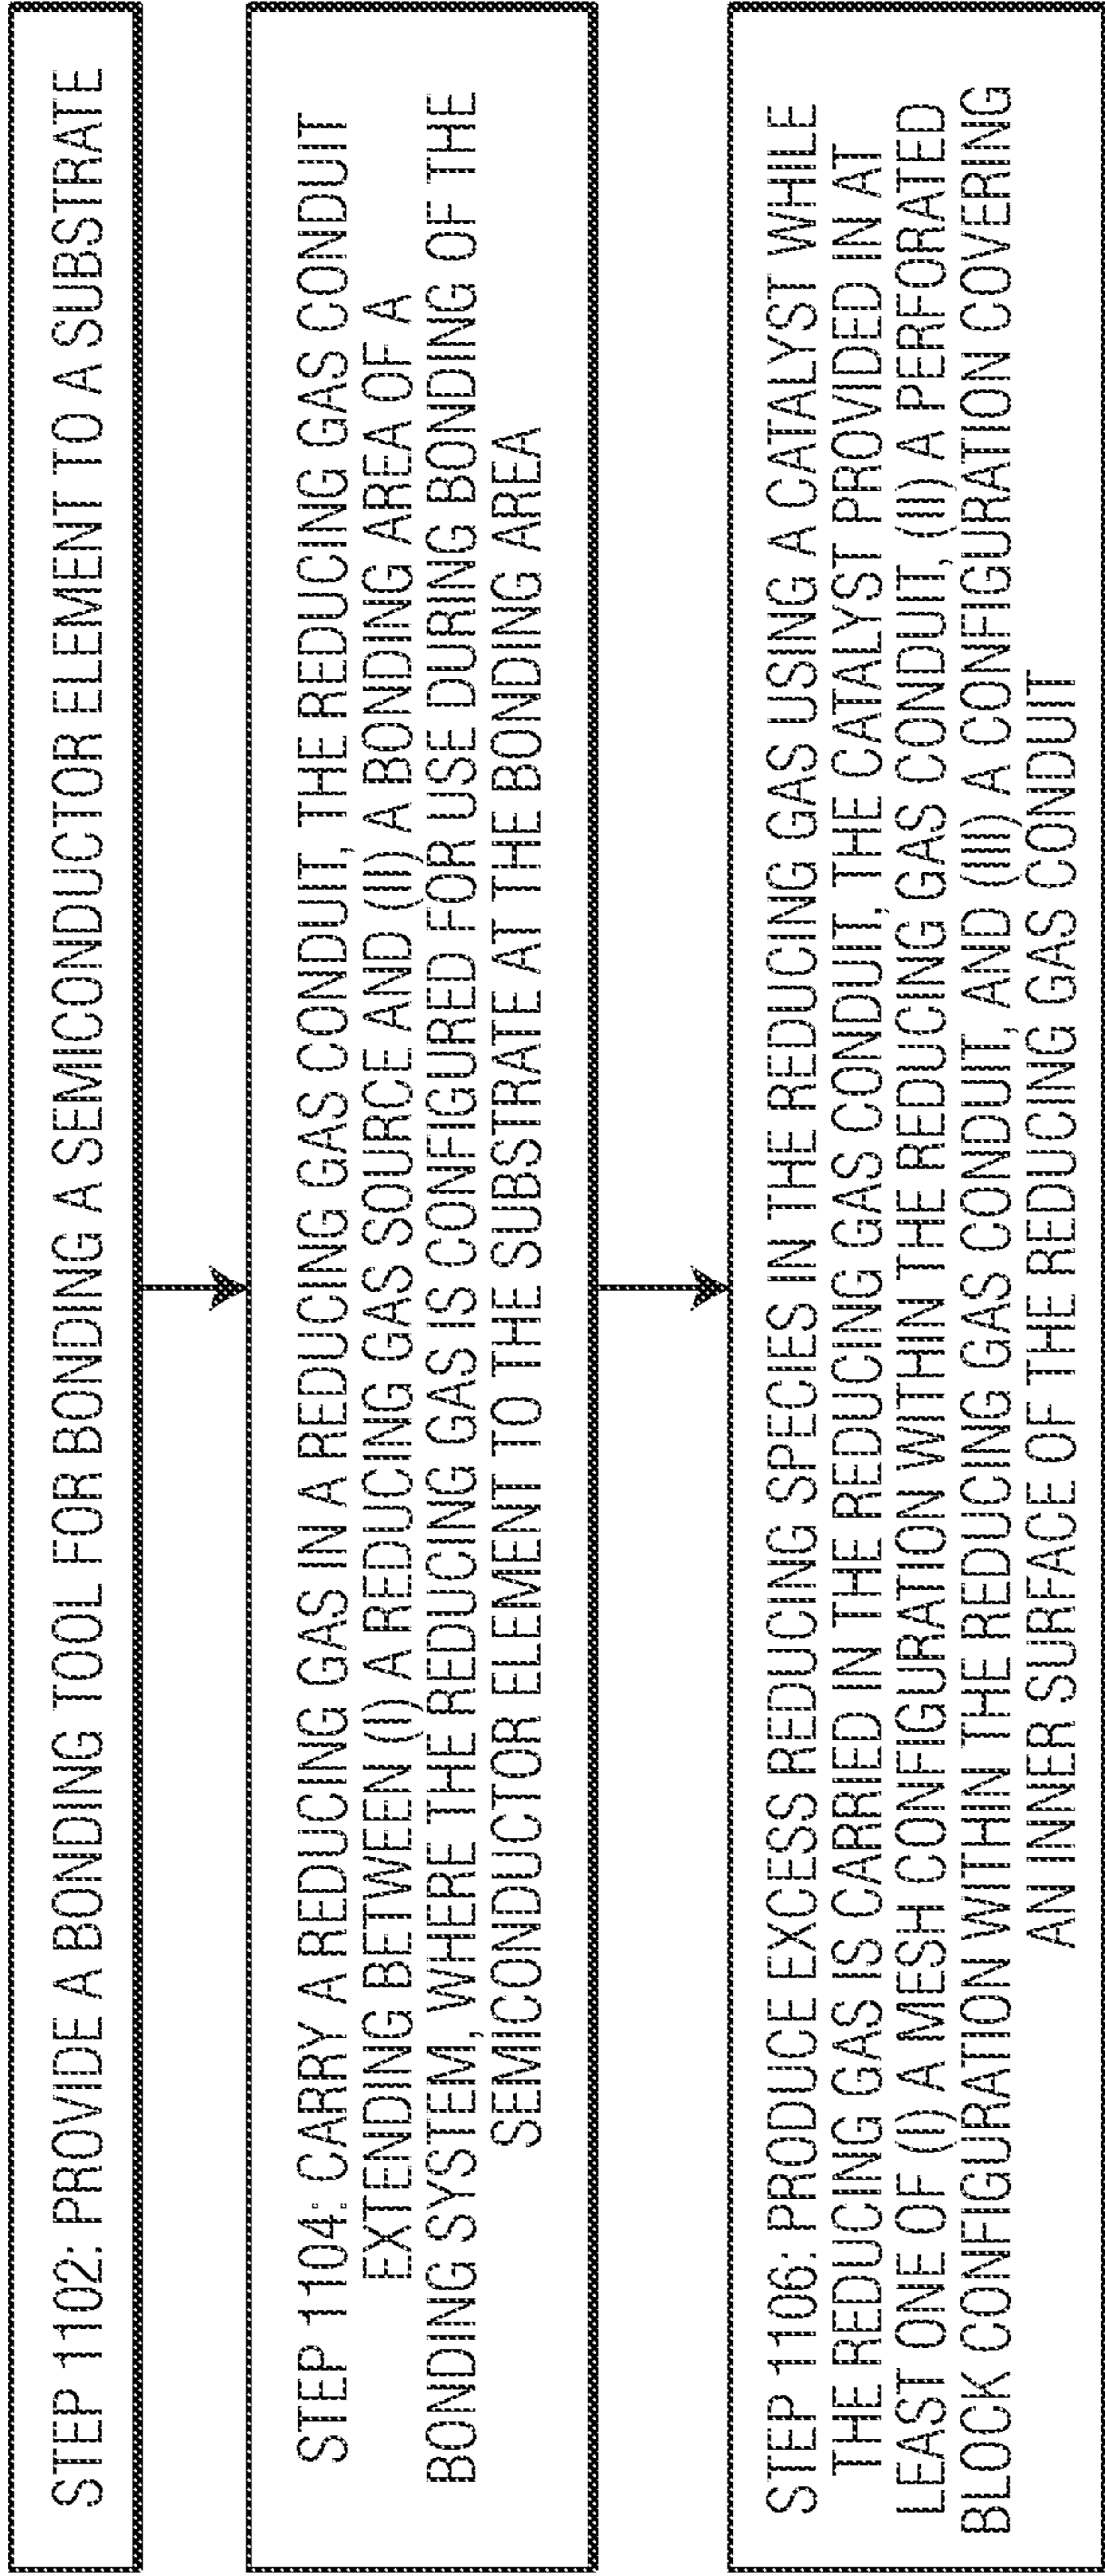 STEP 1102: PROVIDE A BONDING TOOL FOR BONDING A SEMICONDUCTOR ELEMENT TO A SUBSTRATE
STEP 1104: CARRY A REDUCING GAS IN A REDUCING GAS CONDUIT, THE REDUCING GAS CONDUIT
EXTENDING BETWEEN (I) A REDUCING GAS SOURCE AND (II) A BONDING AREA OF A
BONDING SYSTEM, WHERE THE REDUCING GAS IS CONFIGURED FOR USE DURING BONDING OF THE
SEMICONDUCTOR ELEMENT TO THE SUBSTRATE AT THE BONDING AREA
STEP 1106: PRODUCE EXCESS REDUCING SPECIES IN THE REDUCING GAS USING A CATALYST WHILE
THE REDUCING GAS IS CARRIED IN THE REDUCING GAS CONDUIT, THE CATALYST PROVIDED IN AT
LEAST ONE OF (I) A MESH CONFIGURATION WITHIN THE REDUCING GAS CONDUIT, (II) A PERFORATED
BLOCK CONFIGURATION WITHIN THE REDUCING GAS CONDUIT, AND (III) A CONFIGURATION COVERING
AN INNER SURFACE OF THE REDUCING GAS CONDUIT